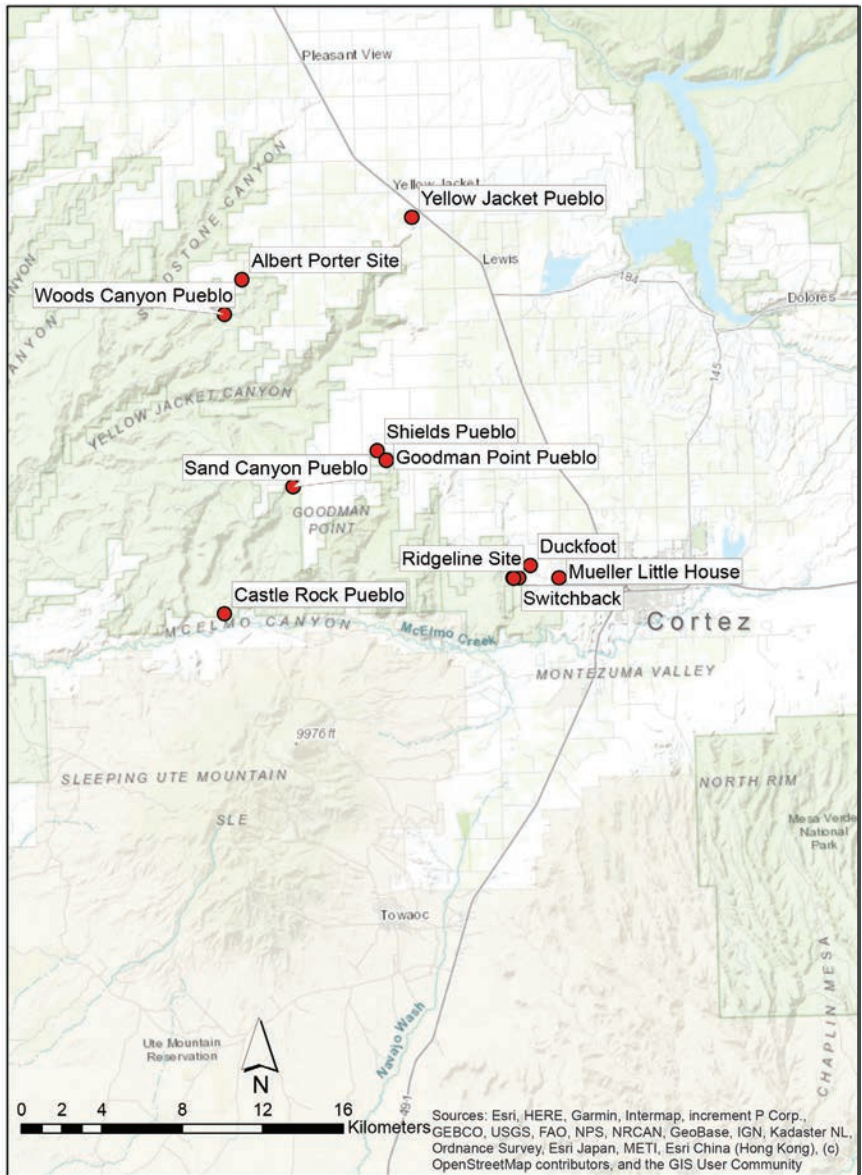 Pleasant View
Yellow Jacket
Yellow Jacket Pueblo
Lewis
184
Dolores
145
CANYON
Albert Porter Site
Woods Canyon Pueblo
CANYON
YELLOW JACKET CANYON
Shields Pueblo
Sand Canyon Pueblo
Goodman Point Pueblo
GOODMAN
POINT
Duckfoot
Ridgeline Site
Mueller Little House
Switchback
Castle Rock Pueblo
MCELMO CANYON
McElmo Creek
Cortez
MONTEZUMA VALLEY
9976 ft
SLEEPING UTE MOUNTAIN
SLE
NORTH RIM
Mesa Verde
National
Park
Towaoc
CHAPLIN MESA
Navajo Wash
Ute Mountain
Reservation
491
N
0 2 4 8 12 16
Kilometers
Sources: Esri, HERE, Garmin, Intermap, increment P Corp.,
GEBCO, USGS, FAO, NPS, NRCAN, GeoBase, IGN, Kadaster NL,
Ordnance Survey, Esri Japan, METI, Esri China (Hong Kong), (c)
OpenStreetMap contributors, and the GIS User Community